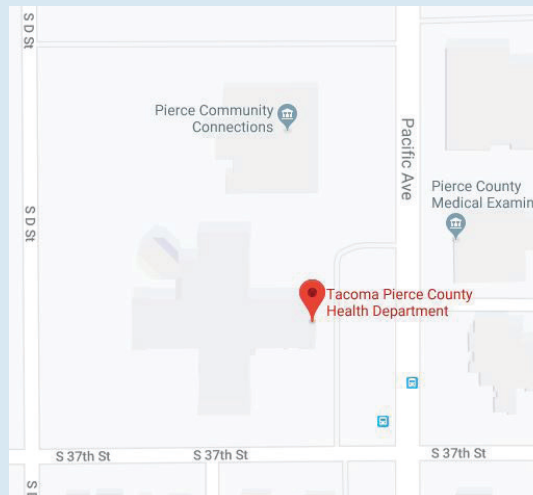 S D St
Pierce Community
Connections
Pacific Ave
Pierce County
Medical Examin
S D St
Tacoma Pierce County
Health Department
S 37th St
S 37th St
S 37th St
S D